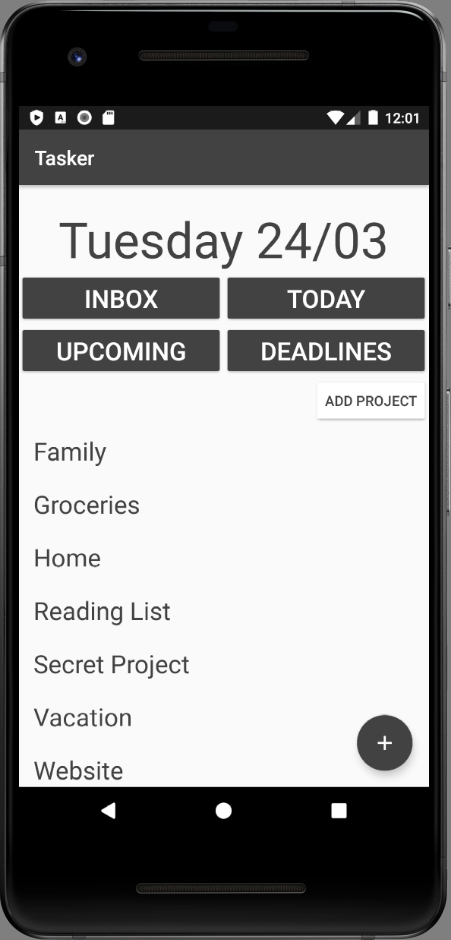 12:01
Tasker
Tuesday 24/03
INBOX TODAY
UPCOMING DEADLINES
ADD PROJECT
Family
Groceries
Home
Reading List
Secret Project
Vacation
Website
+